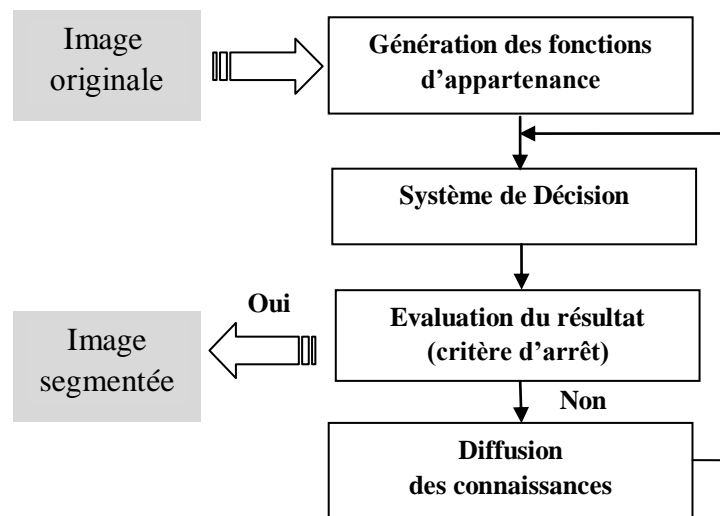 Image
originale
Génération des fonctions
d’appartenance
Système de Décision
Oui
Evaluation du résultat
(critère d’arrêt)
Image
segmentée
Non
Diffusion
des connaissances